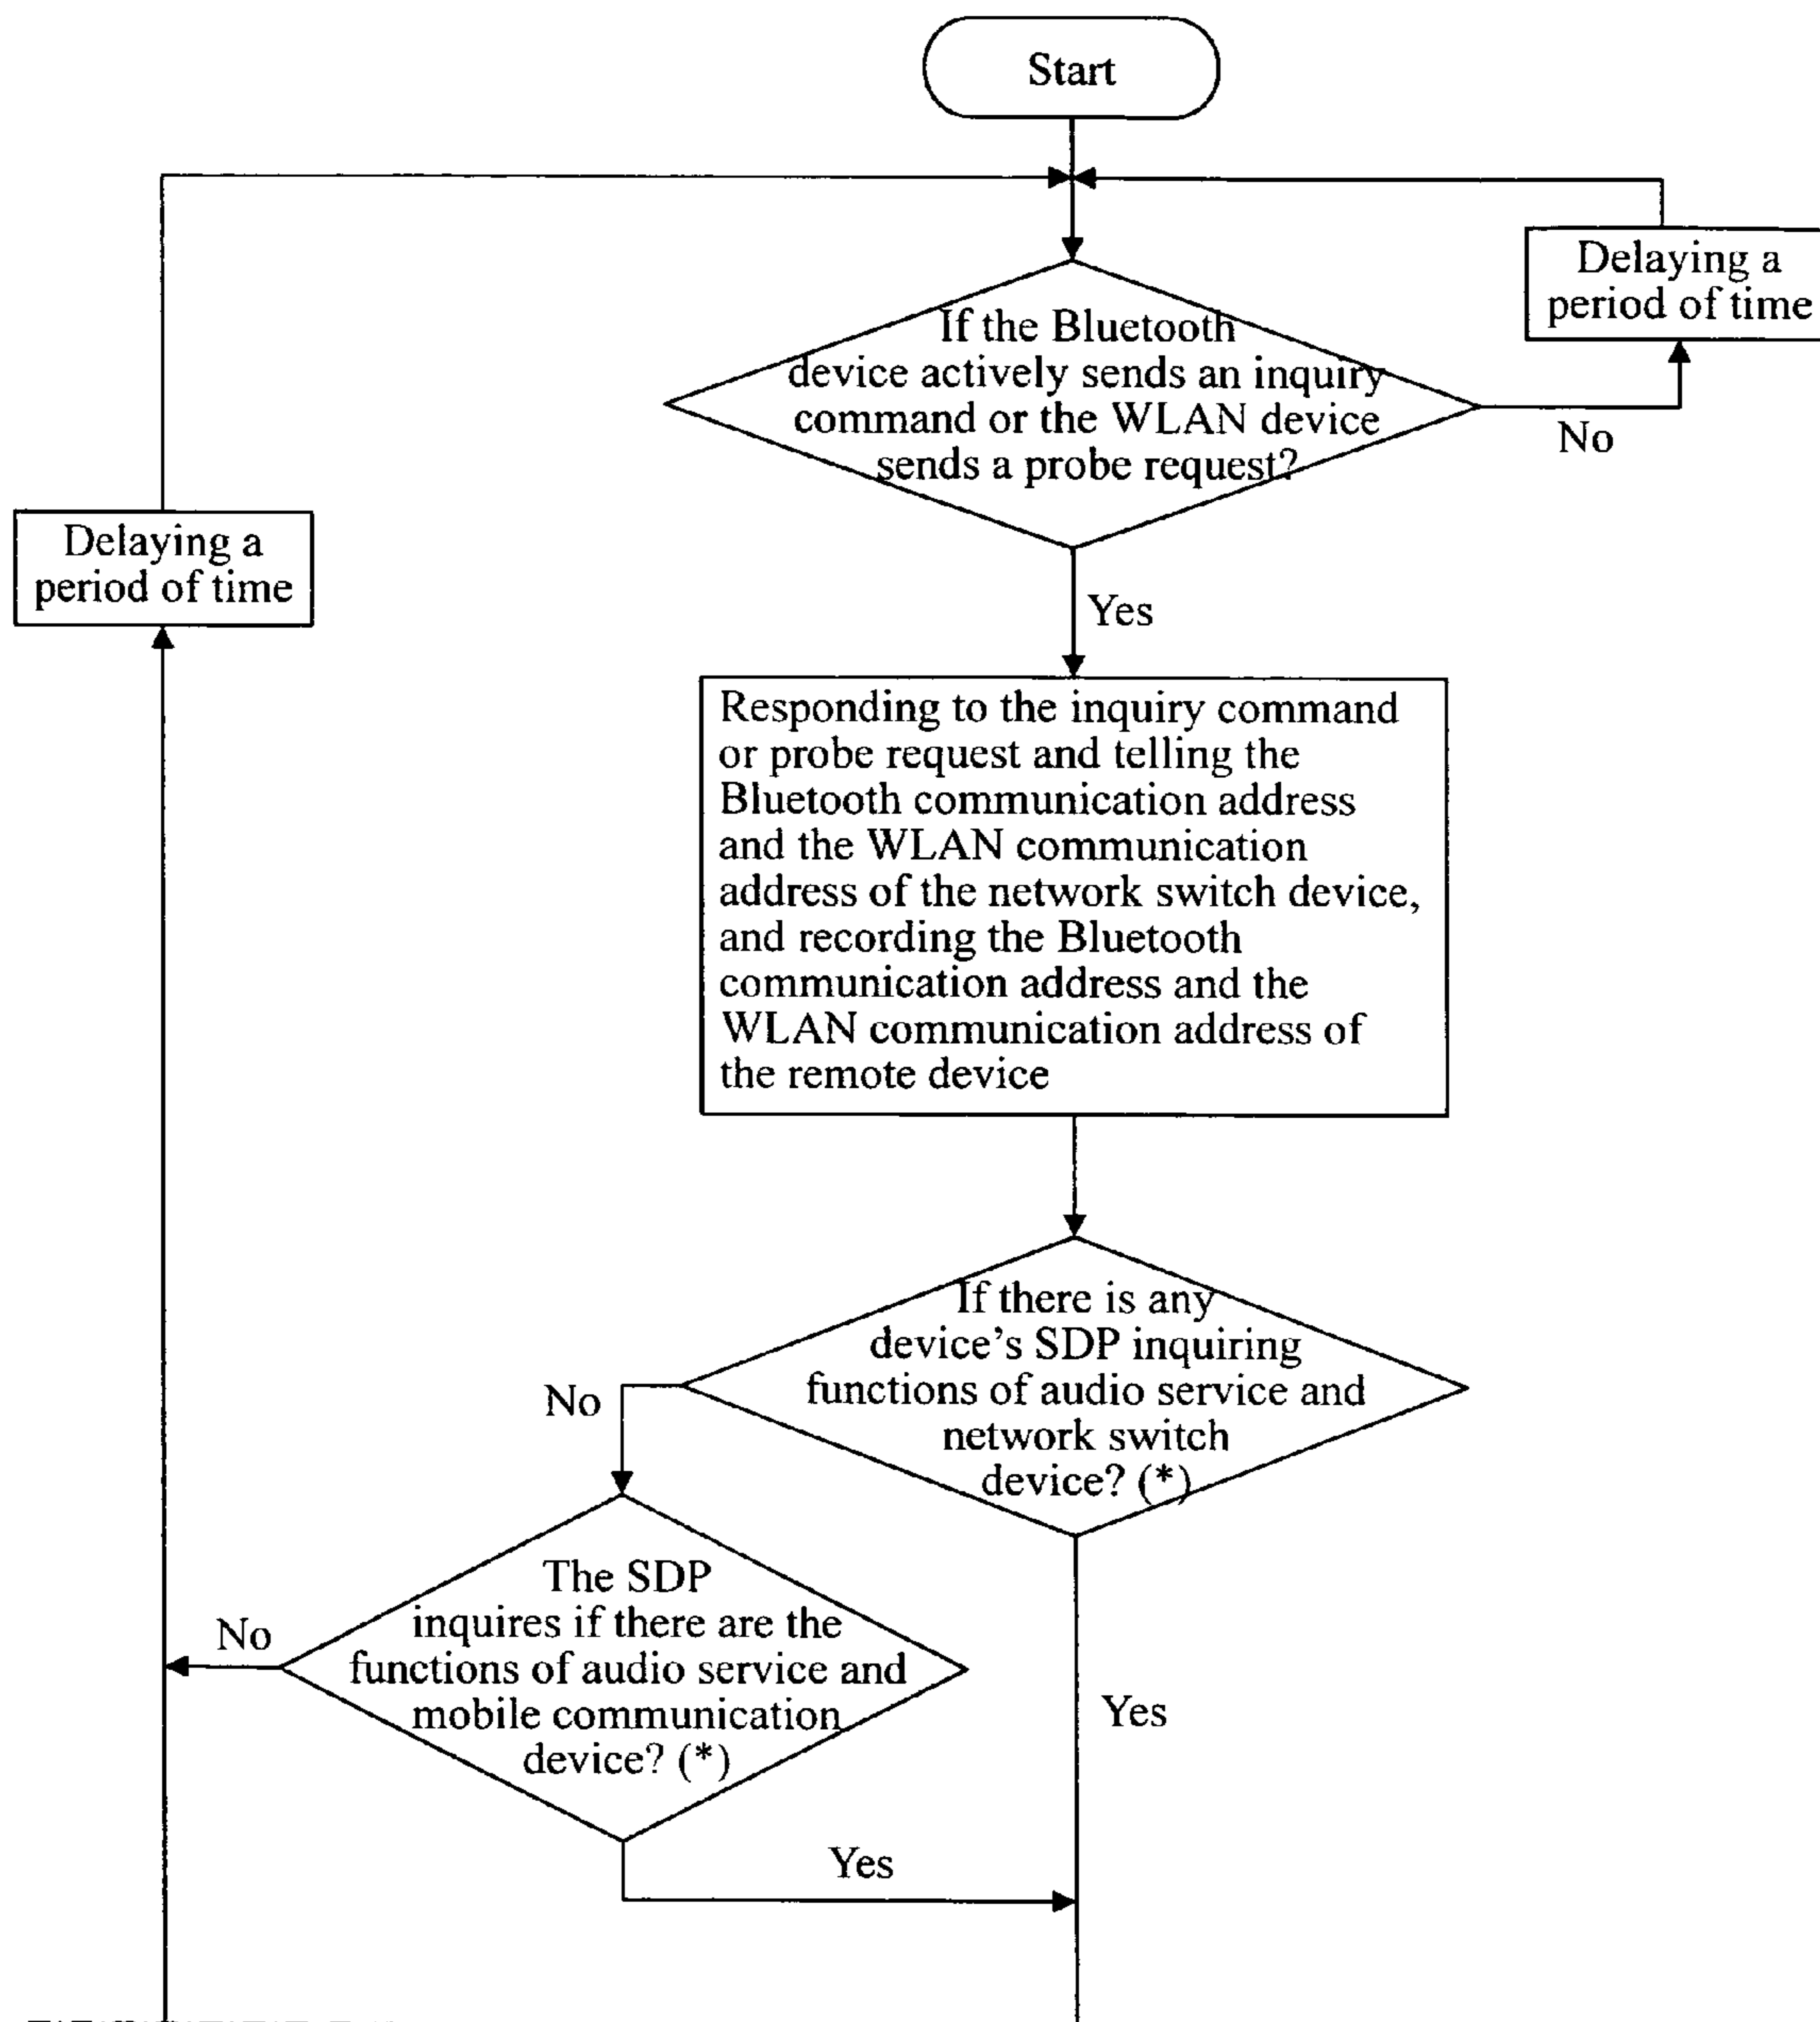 Start
Delaying a
period of time
If the Bluetooth
device actively sends an inquiry
command or the WLAN device
sends a probe request?
No
Delaying a
period of time
Yes
Responding to the inquiry command
or probe request and telling the
Bluetooth communication address
and the WLAN communication
address of the network switch device,
and recording the Bluetooth
communication address and the
WLAN communication address of
the remote device
If there is any
device's SDP inquiring
functions of audio service and
network switch
device? (*)
No
The SDP
inquires if there are the
functions of audio service and
mobile communication
device? (*)
No
Yes
Yes